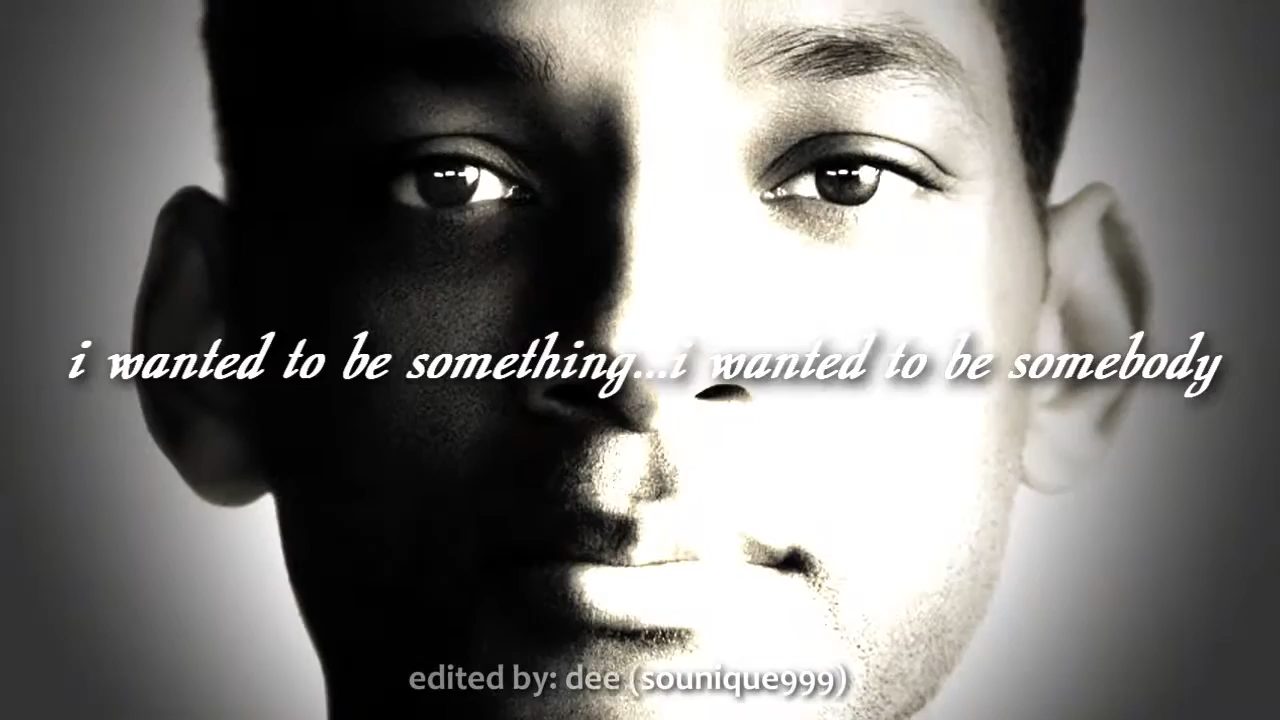 i wanted to be something...i wanted to be somebody
edited by: dee (sounique999)